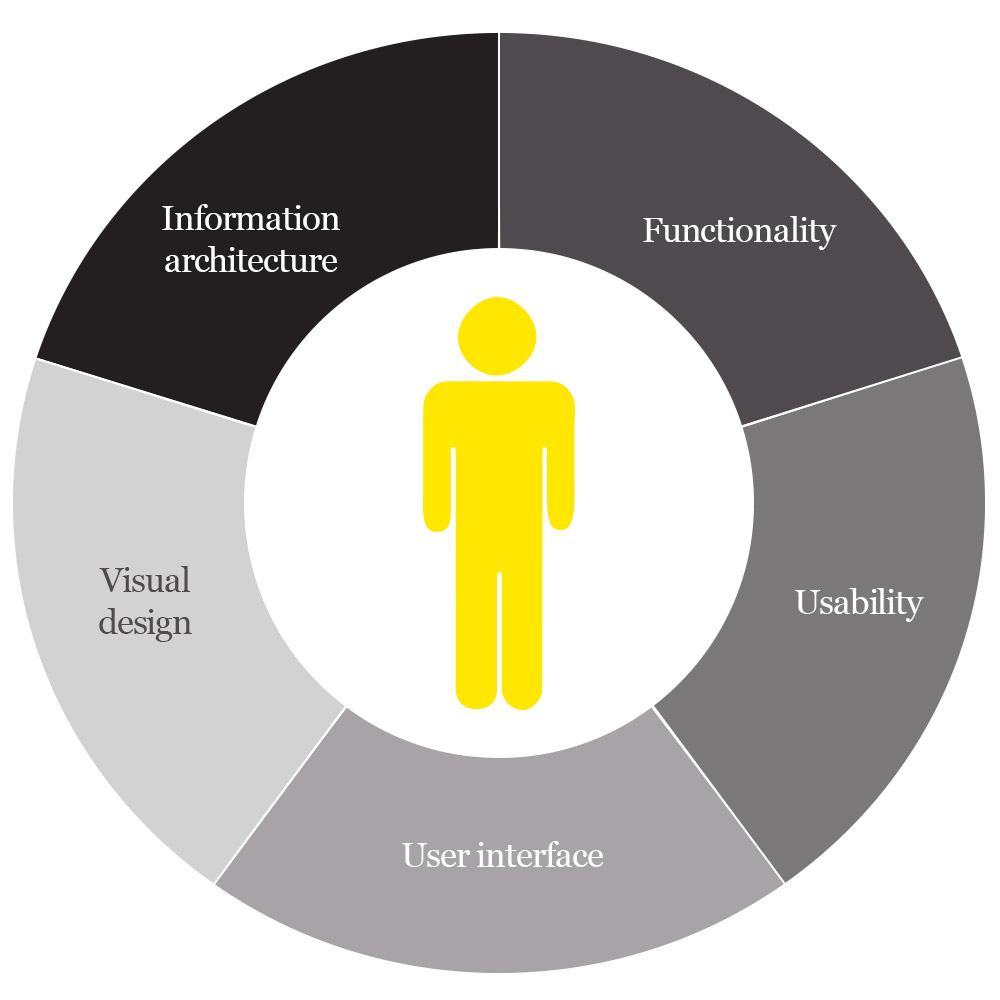 Information
architecture
Functionality
Visual
design
Usability
User interface